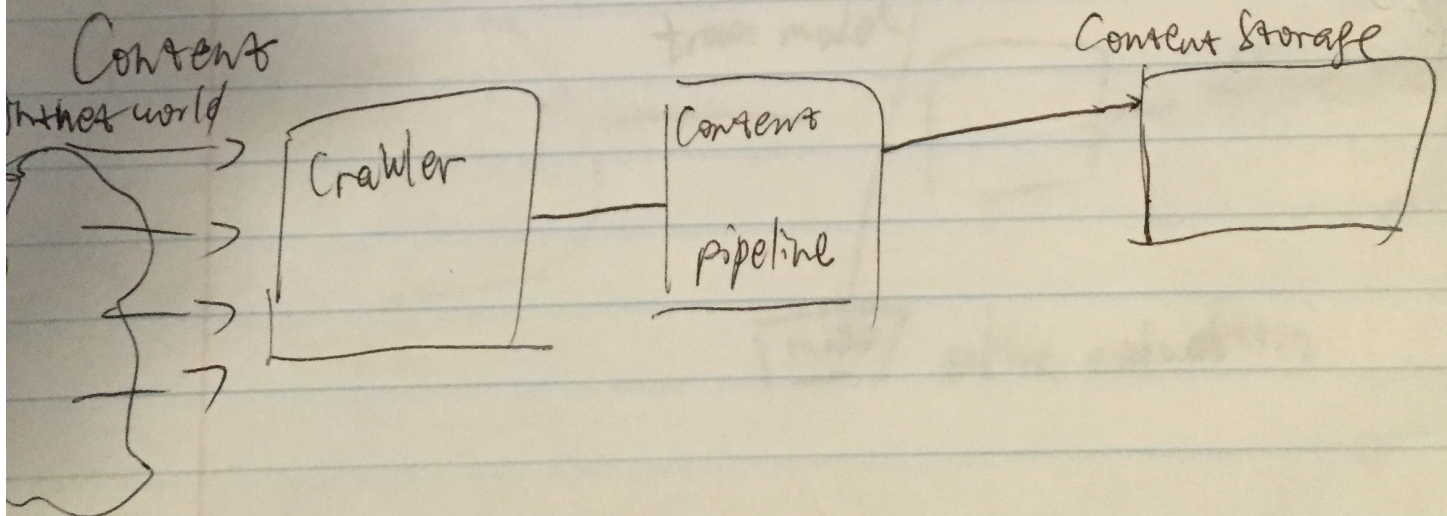 Content
in the world
Crawler
Content
pipeline
Content Storage